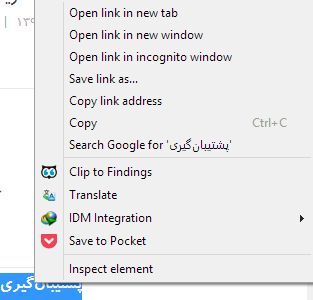 Open link in new tab
Open link in new window
Open link in incognito window
Save link as...
Copy link address
Copy Ctrl+C
Search Google for 'پشتیبان‌گیری'
Clip to Findings
Translate
IDM Integration
Save to Pocket
Inspect element
پشتیبان‌گیری